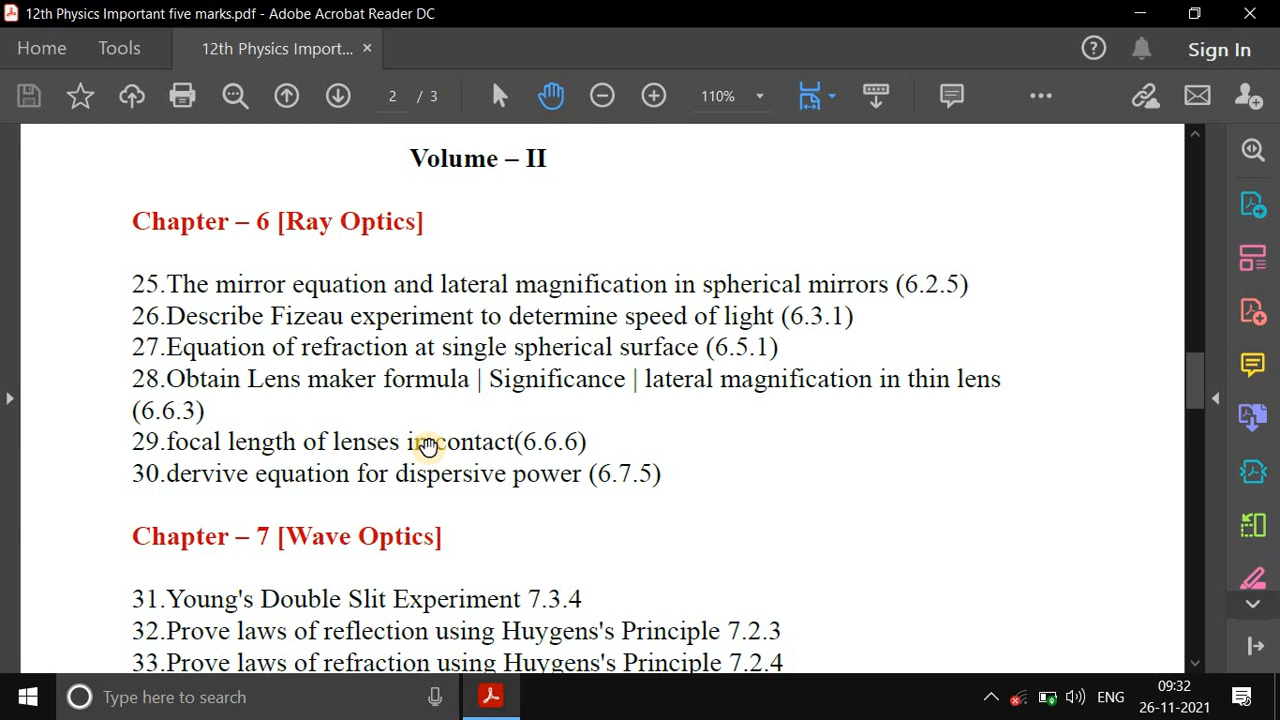 12th Physics Important five marks.pdf - Adobe Acrobat Reader DC
Home Tools 12th Physics Import... × Sign In
2 / 3 110%
Volume – II
Chapter – 6 [Ray Optics]
25.The mirror equation and lateral magnification in spherical mirrors (6.2.5)
26.Describe Fizeau experiment to determine speed of light (6.3.1)
27.Equation of refraction at single spherical surface (6.5.1)
28.Obtain Lens maker formula | Significance | lateral magnification in thin lens
(6.6.3)
29.focal length of lenses in contact(6.6.6)
30.dervive equation for dispersive power (6.7.5)
Chapter – 7 [Wave Optics]
31.Young's Double Slit Experiment 7.3.4
32.Prove laws of reflection using Huygens's Principle 7.2.3
33.Prove laws of refraction using Huygens's Principle 7.2.4
Type here to search
ENG
09:32
26-11-2021